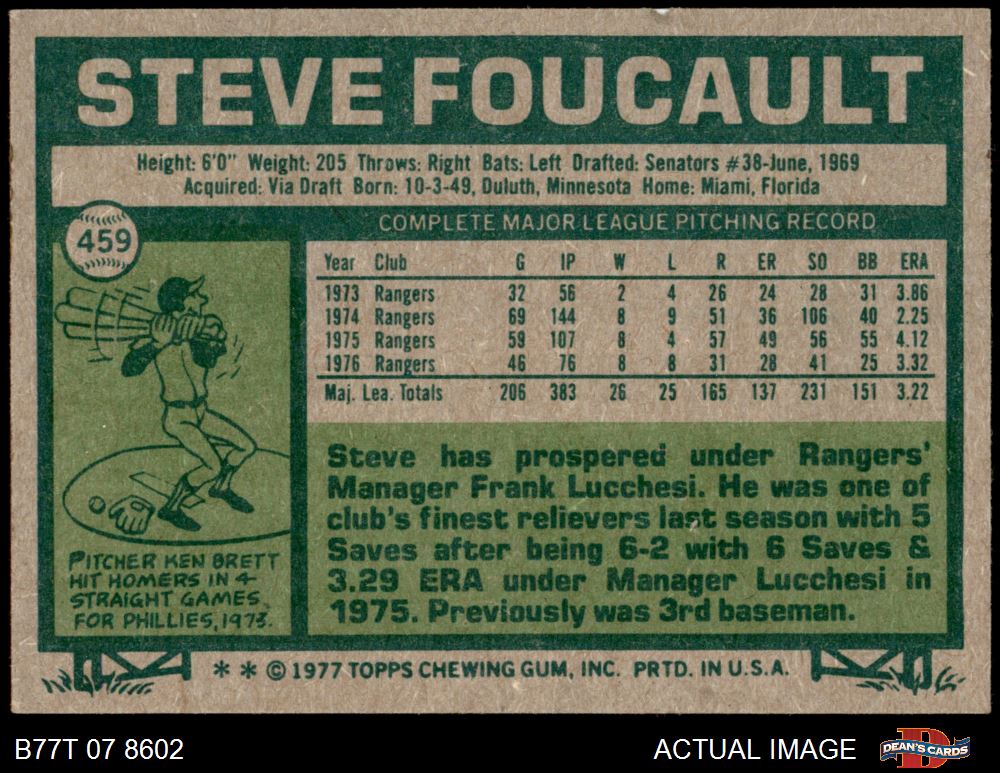 STEVE FOUCAULT
Height: 6'0" Weight: 205 Throws: Right Bats: Left Drafted: Senators #38-June, 1969
Acquired: Via Draft Born: 10-3-49, Duluth, Minnesota Home: Miami, Florida
459
COMPLETE MAJOR LEAGUE PITCHING RECORD
Year Club G IP W L R ER SO BB ERA
1973 Rangers 32 56 2 4 26 24 28 31 3.86
1974 Rangers 69 144 8 9 51 36 106 40 2.25
1975 Rangers 59 107 8 4 57 49 56 55 4.12
1976 Rangers 46 76 8 8 31 28 41 25 3.32
Maj. Lea. Totals 206 383 26 25 165 137 231 151 3.22
Steve has prospered under Rangers'
Manager Frank Lucchesi. He was one of
club's finest relievers last season with 5
Saves after being 6-2 with 6 Saves &
3.29 ERA under Manager Lucchesi in
1975. Previously was 3rd baseman.
PITCHER KEN BRETT
HIT HOMERS IN 4
STRAIGHT GAMES
FOR PHILLIES, 1973.
* * © 1977 TOPPS CHEWING GUM, INC. PRTD. IN U.S.A.
B77T 07 8602
ACTUAL IMAGE
D
DEAN'S CARDS